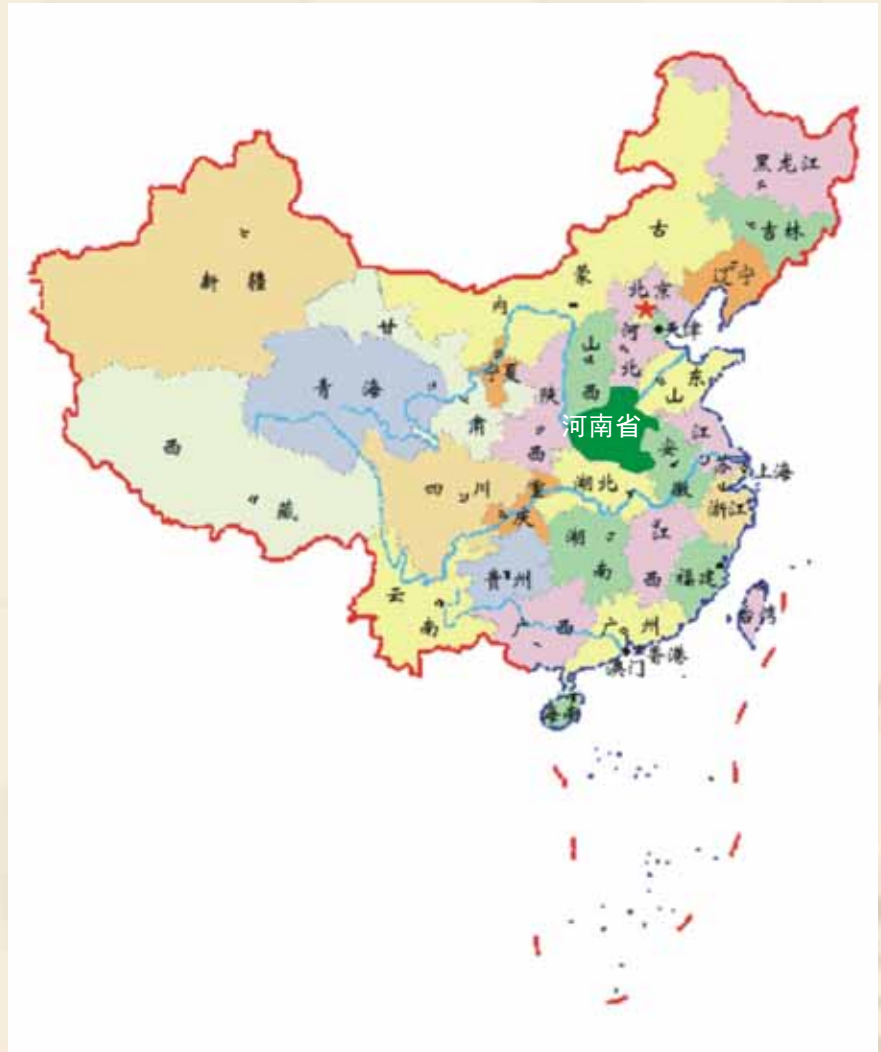 黑龙江
吉林
辽宁
内蒙古
新疆
甘肃
北京
天津
河北
山西
宁夏
青海
陕西
山东
河南省
西藏
江苏
安徽
上海
四川
重庆
湖北
浙江
湖南
江西
贵州
福建
云南
广西
广州
台湾
香港
澳门
海南